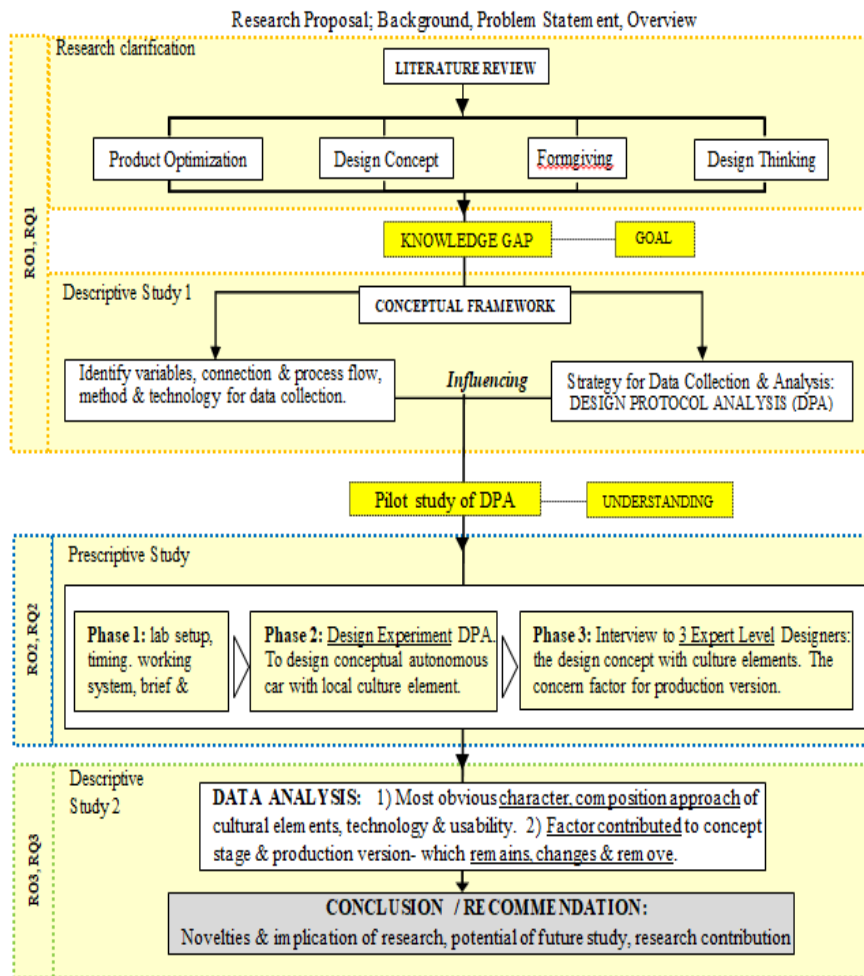 Research Proposal; Background, Problem Statement, Overview
Research clarification
LITERATURE REVIEW
Product Optimization
Design Concept
Formgiving
Design Thinking
RO1, RQ1
KNOWLEDGE GAP
GOAL
Descriptive Study 1
CONCEPTUAL FRAMEWORK
Identify variables, connection & process flow,
method & technology for data collection.
Influencing
Strategy for Data Collection & Analysis:
DESIGN PROTOCOL ANALYSIS (DPA)
Pilot study of DPA
UNDERSTANDING
RO2, RQ2
Prescriptive Study
Phase 1: lab setup,
timing. working
system, brief &
Phase 2: Design Experiment DPA.
To design conceptual autonomous
car with local culture element.
Phase 3: Interview to 3 Expert Level Designers:
the design concept with culture elements. The
concern factor for production version.
RO3, RQ3
Descriptive
Study 2
DATA ANALYSIS: 1) Most obvious character, composition approach of
cultural elements, technology & usability. 2) Factor contributed to concept
stage & production version- which remains, changes & remove.
CONCLUSION / RECOMMENDATION:
Novelties & implication of research, potential of future study, research contribution